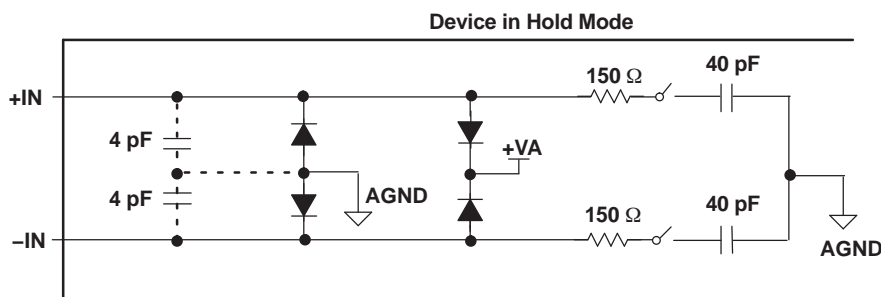 Device in Hold Mode
150 Ω
40 pF
+IN
4 pF
+VA
4 pF
AGND
150 Ω
40 pF
−IN
AGND